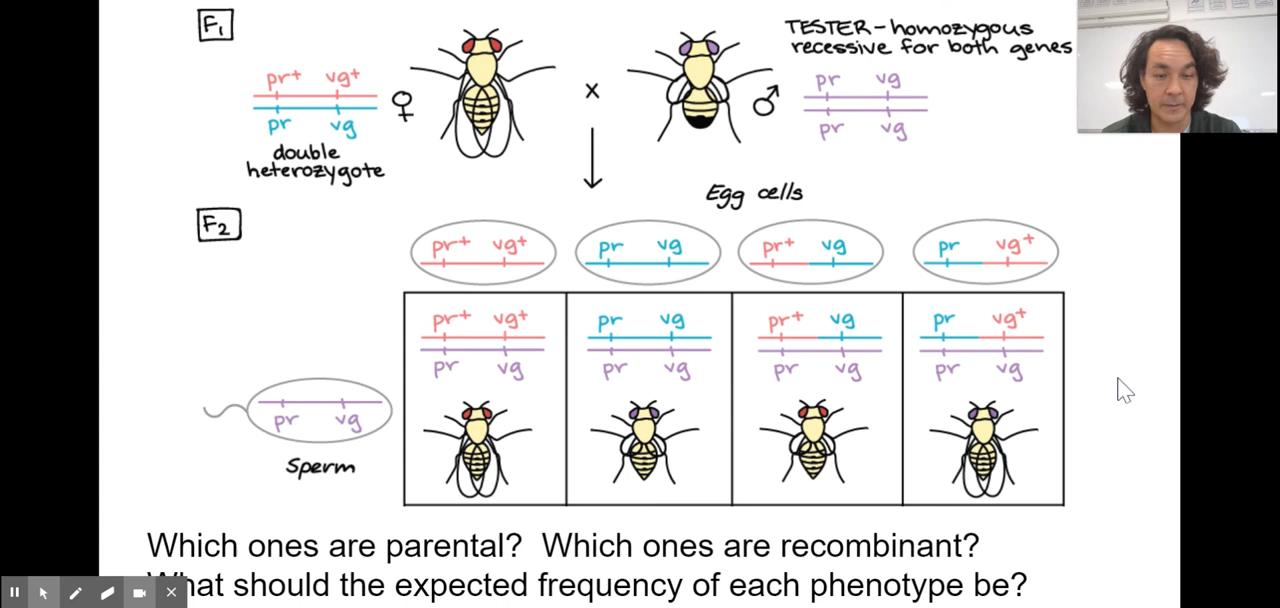 F1
TESTER - homozygous
recessive for both genes
pr+ vg+
pr vg
double
heterozygote
♀
x
♂
pr vg
pr vg
F2
Egg cells
pr+ vg+
pr vg
pr+ vg
pr vg+
pr+ vg+
pr vg
pr vg
pr vg
pr+ vg
pr vg
pr vg+
pr vg
pr vg
Sperm
Which ones are parental? Which ones are recombinant?
hat should the expected frequency of each phenotype be?